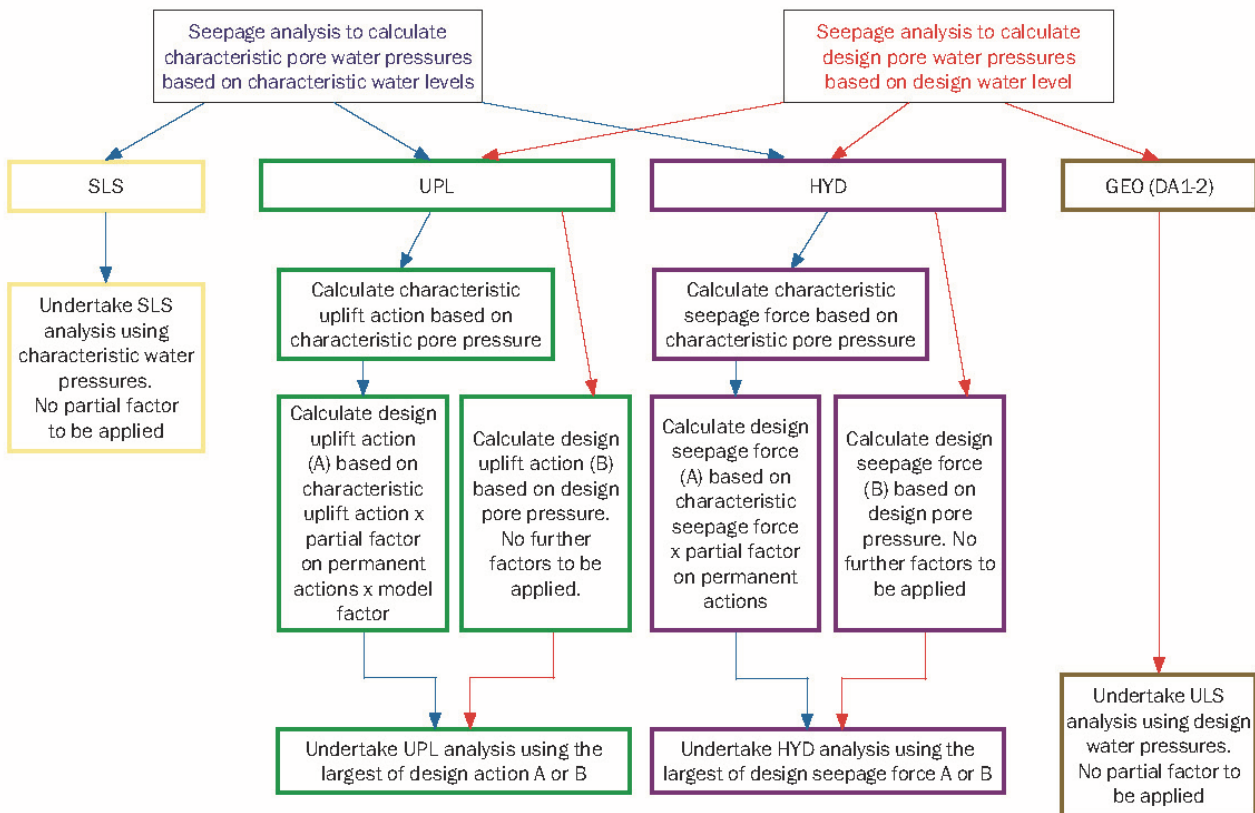 Seepage analysis to calculate
characteristic pore water pressures
based on characteristic water levels
Seepage analysis to calculate
design pore water pressures
based on design water level
SLS
UPL
HYD
GEO (DA1-2)
Undertake SLS
analysis using
characteristic water
pressures.
No partial factor
to be applied
Calculate characteristic
uplift action based on
characteristic pore pressure
Calculate characteristic
seepage force based on
characteristic pore pressure
Calculate design
uplift action
(A) based on
characteristic
uplift action x
partial factor
on permanent
actions x model
factor
Calculate design
uplift action (B)
based on design
pore pressure.
No further
factors to be
applied.
Calculate design
seepage force
(A) based on
characteristic
seepage force
x partial factor
on permanent
actions
Calculate design
seepage force
(B) based on
design pore
pressure. No
further factors to
be applied
Undertake UPL analysis using the
largest of design action A or B
Undertake HYD analysis using the
largest of design seepage force A or B
Undertake ULS
analysis using design
water pressures.
No partial factor to
be applied